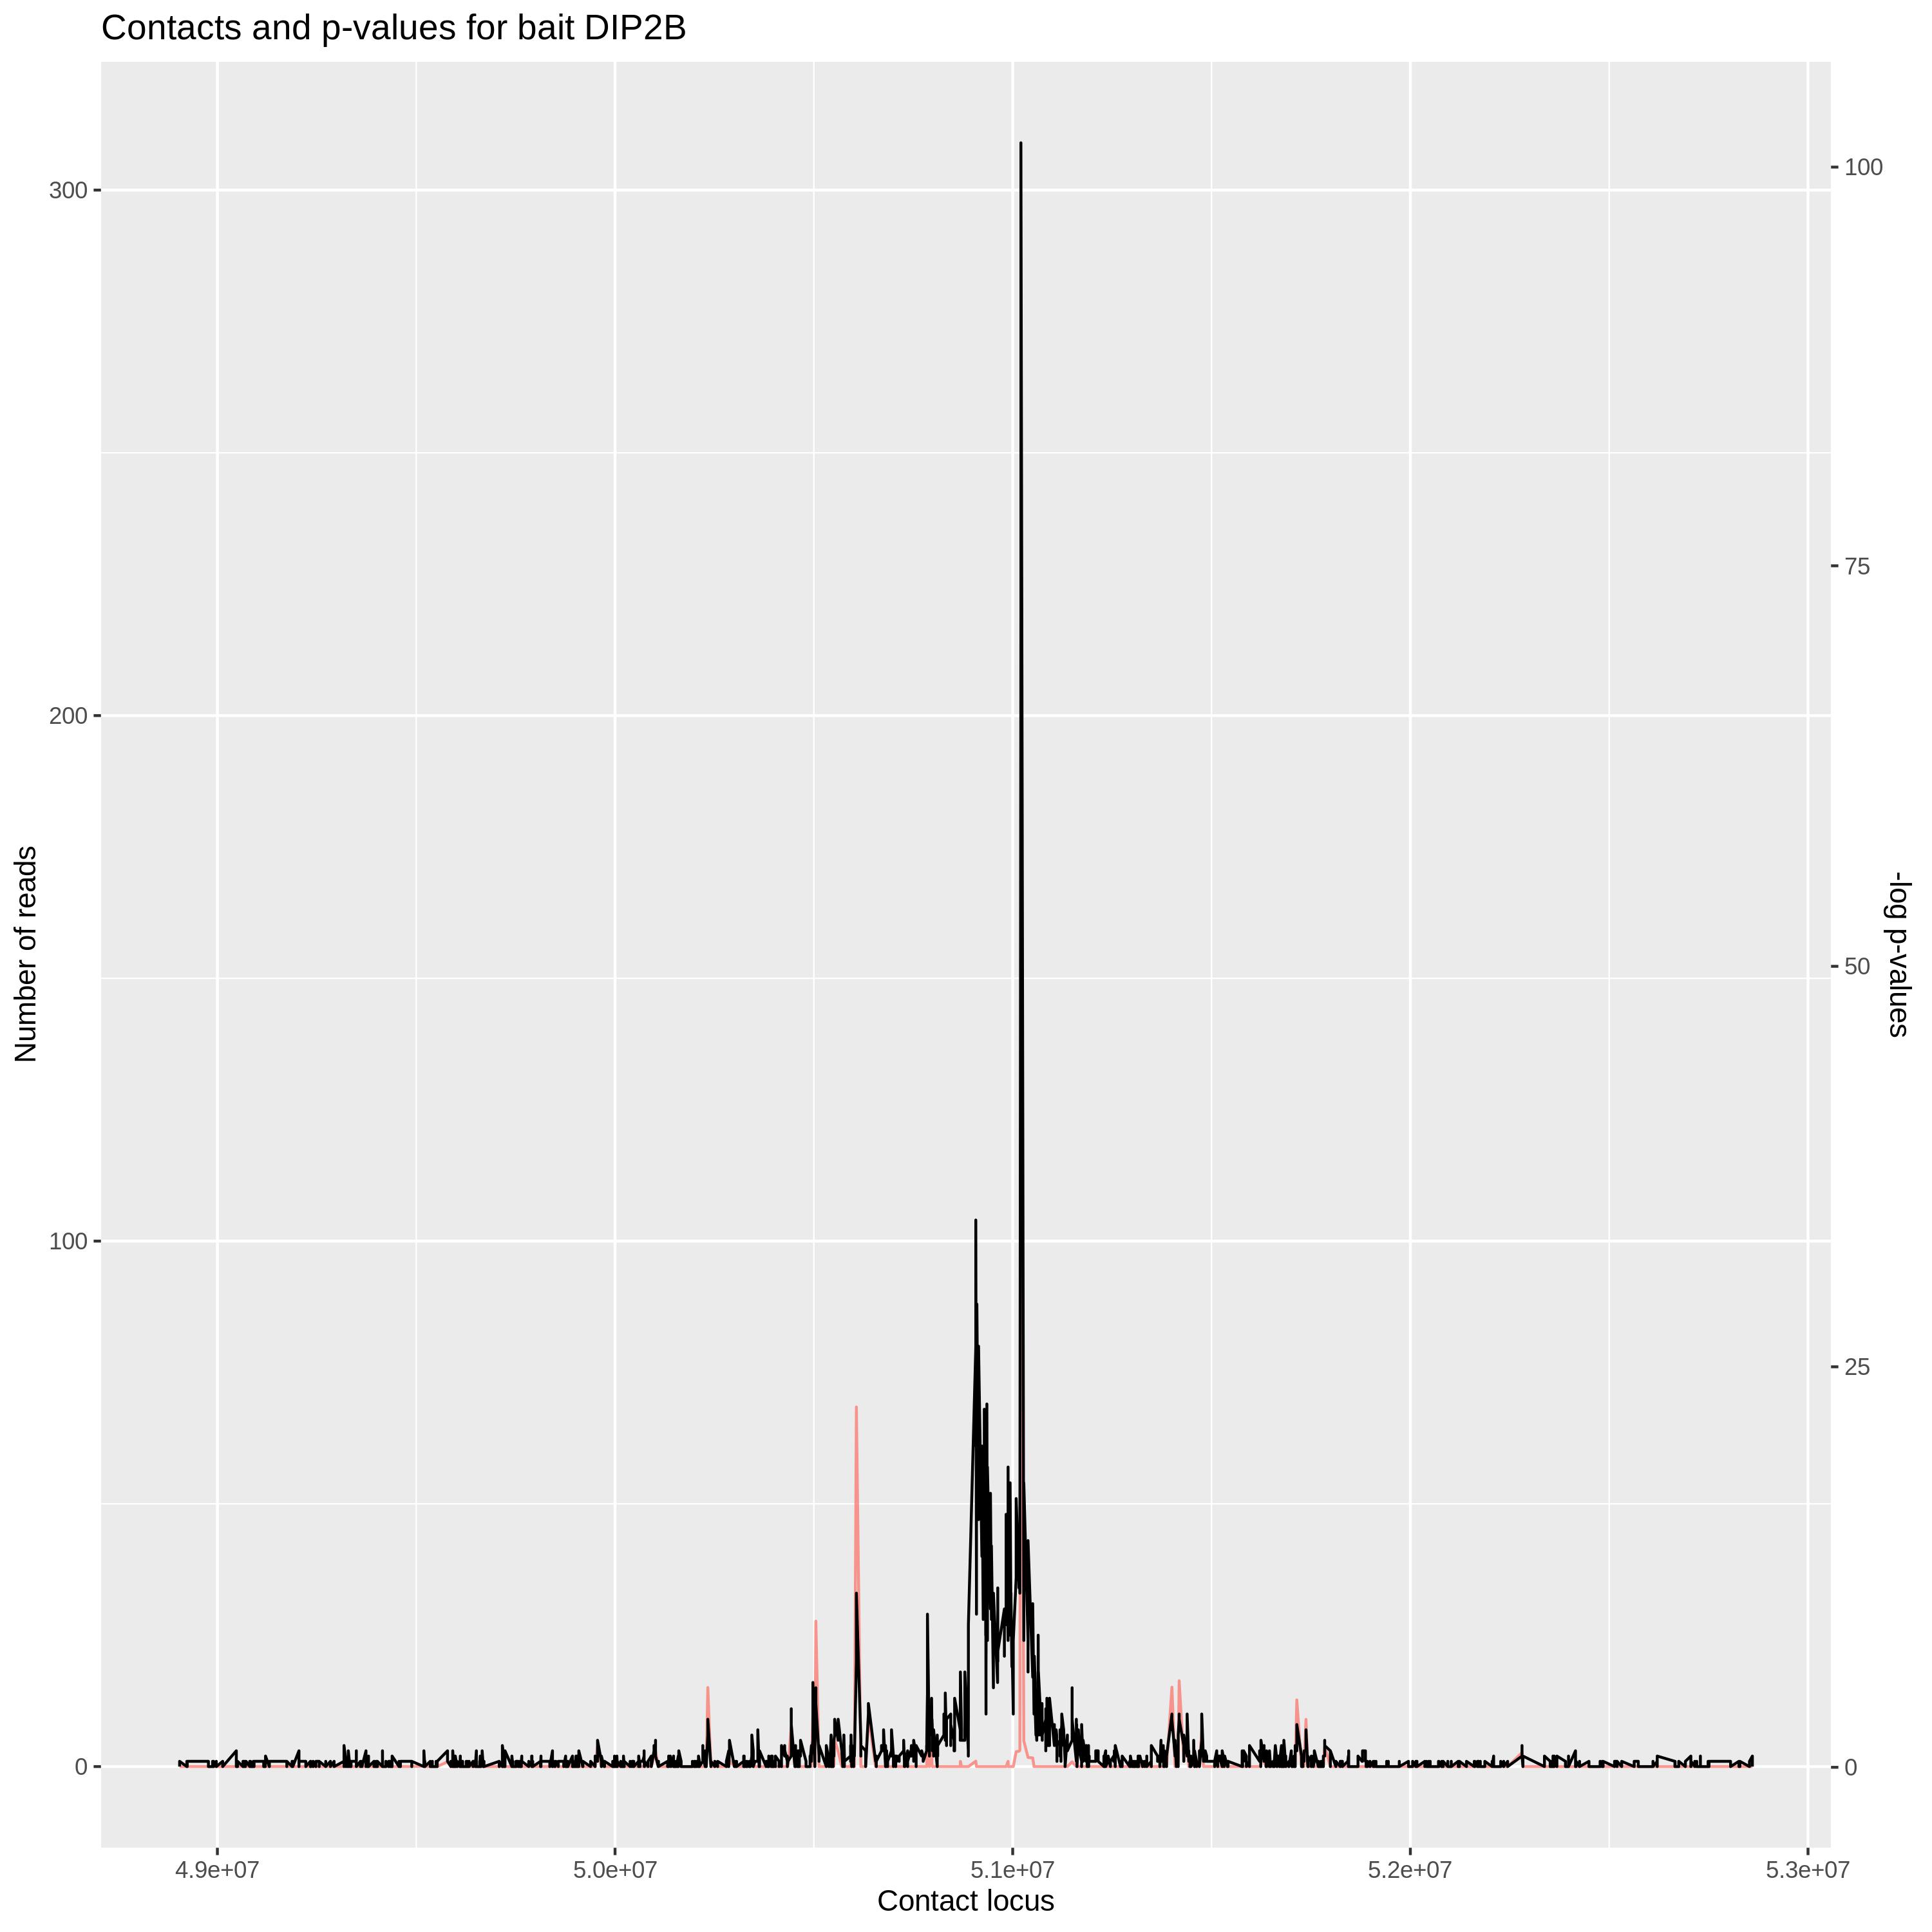 Contacts and p-values for bait DIP2B
300
200
100
0
Number of reads
100
75
50
25
0
-log p-values
4.9e+07
5.0e+07
5.1e+07
5.2e+07
5.3e+07
Contact locus